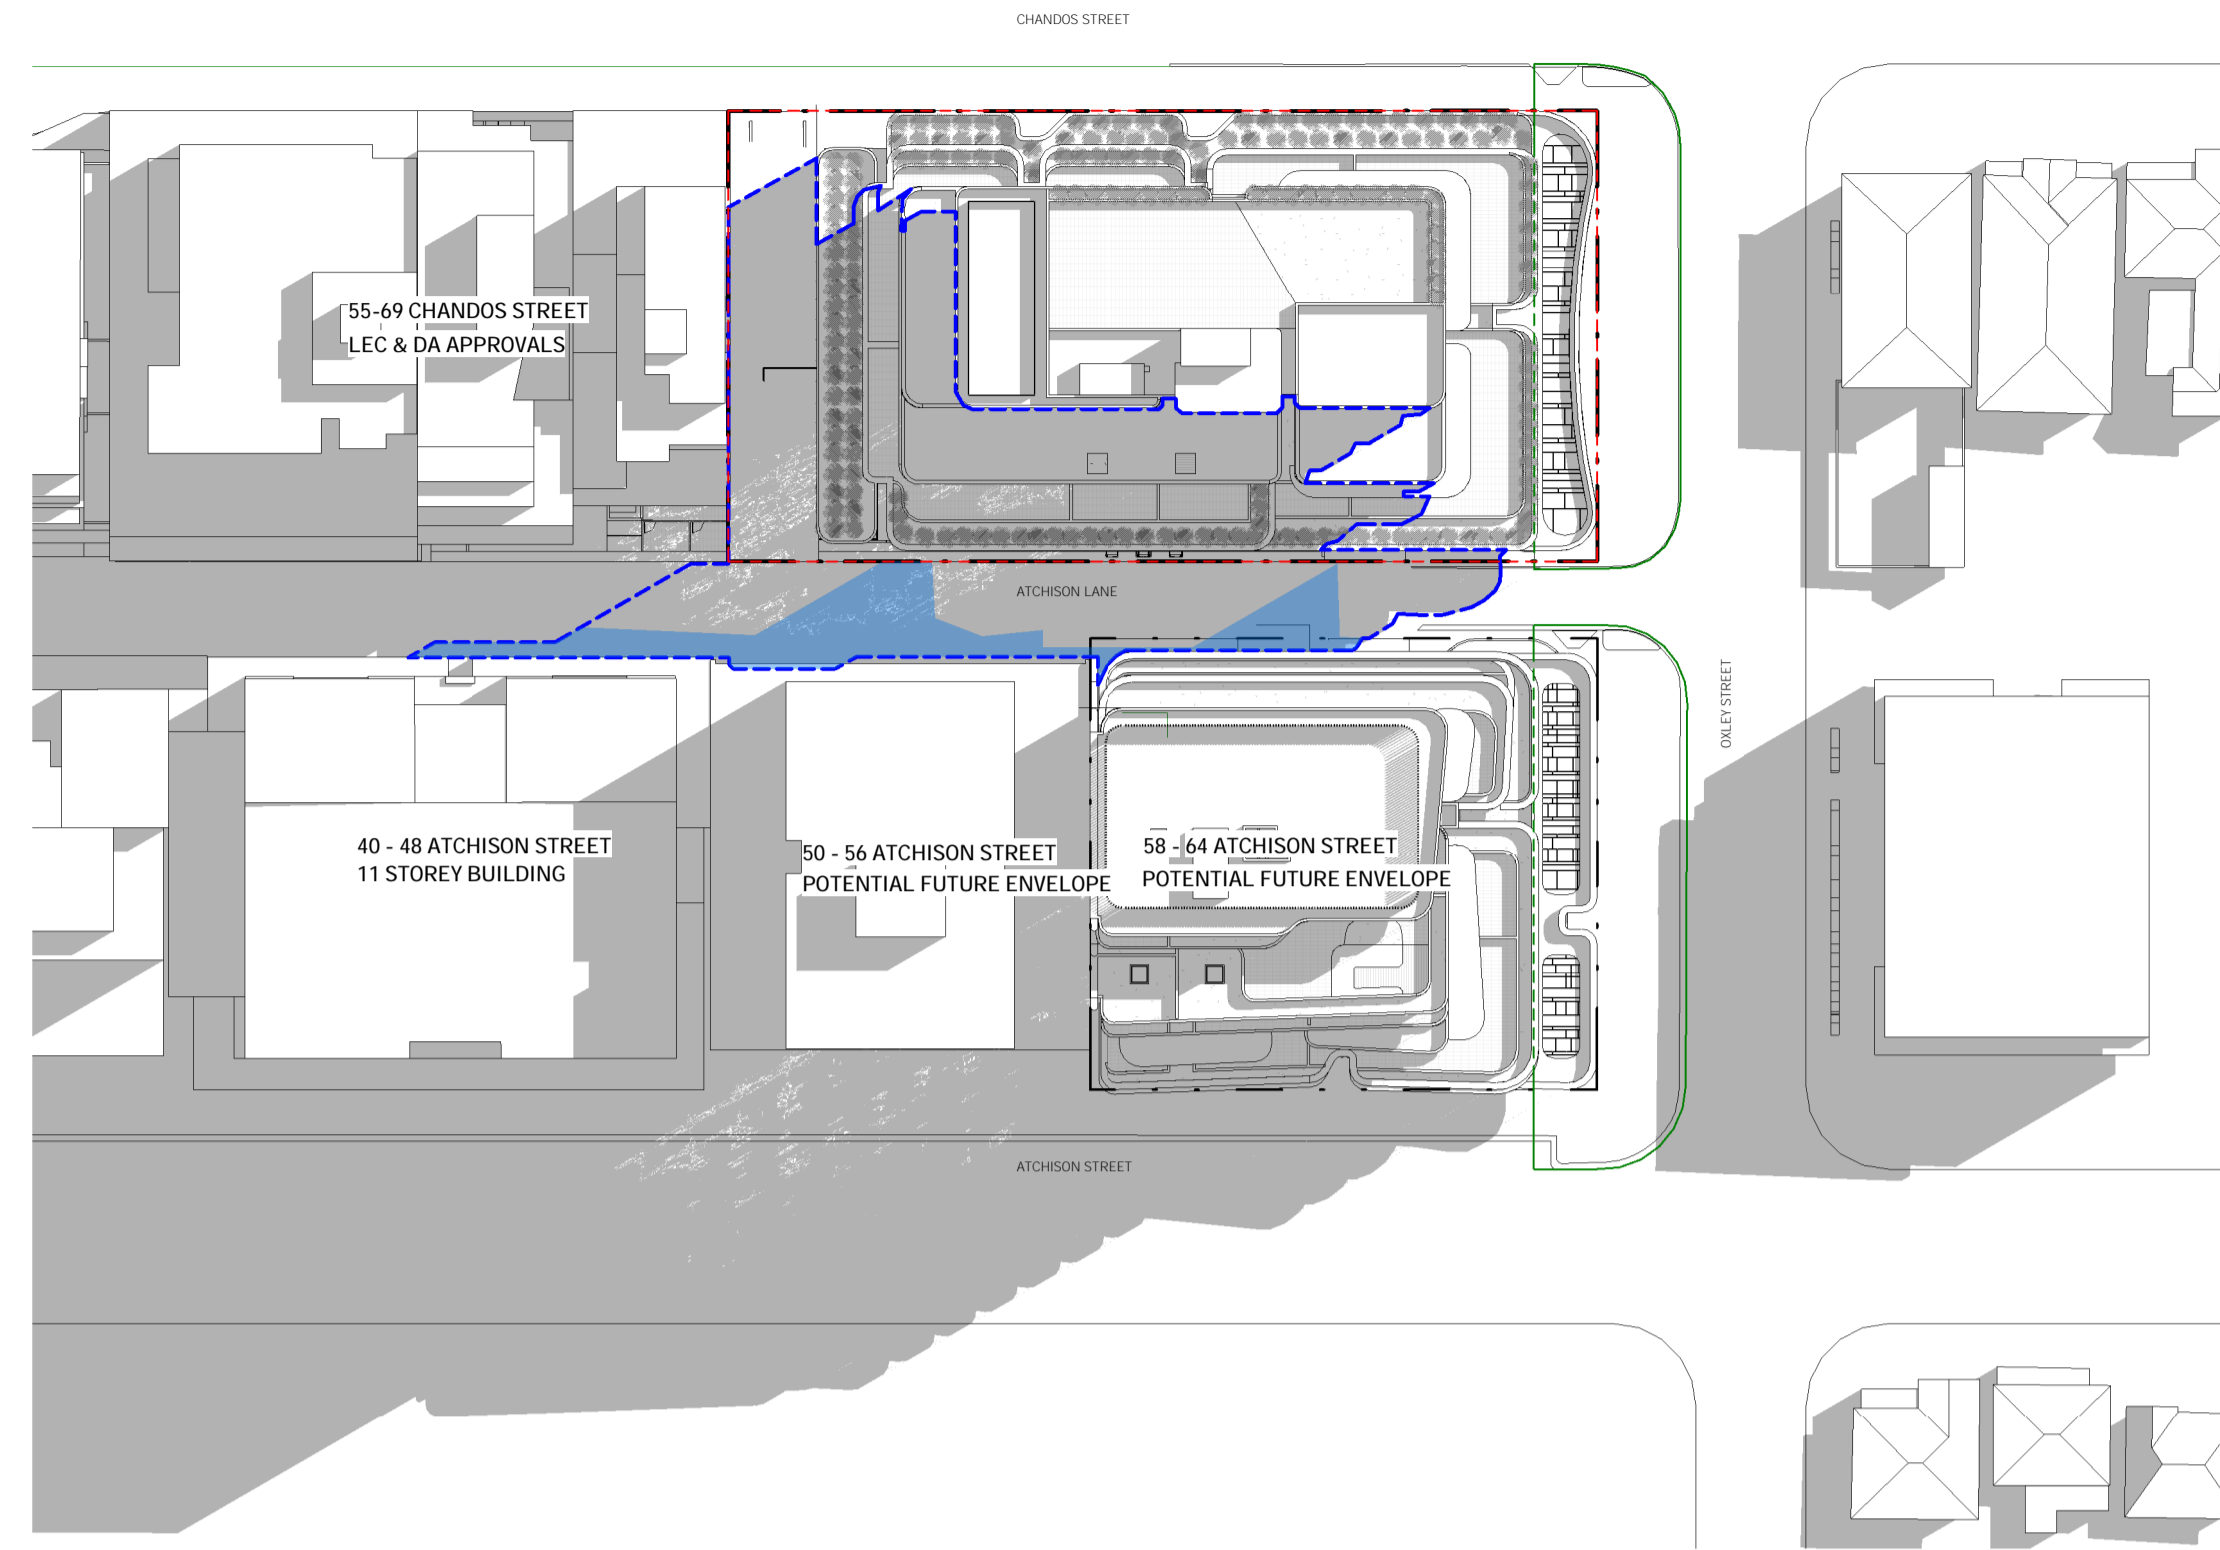 CHANDOS STREET
55-69 CHANDOS STREET
LEC & DA APPROVALS
ATCHISON LANE
OXLEY STREET
40 - 48 ATCHISON STREET
11 STOREY BUILDING
50 - 56 ATCHISON STREET
POTENTIAL FUTURE ENVELOPE
58 - 64 ATCHISON STREET
POTENTIAL FUTURE ENVELOPE
ATCHISON STREET